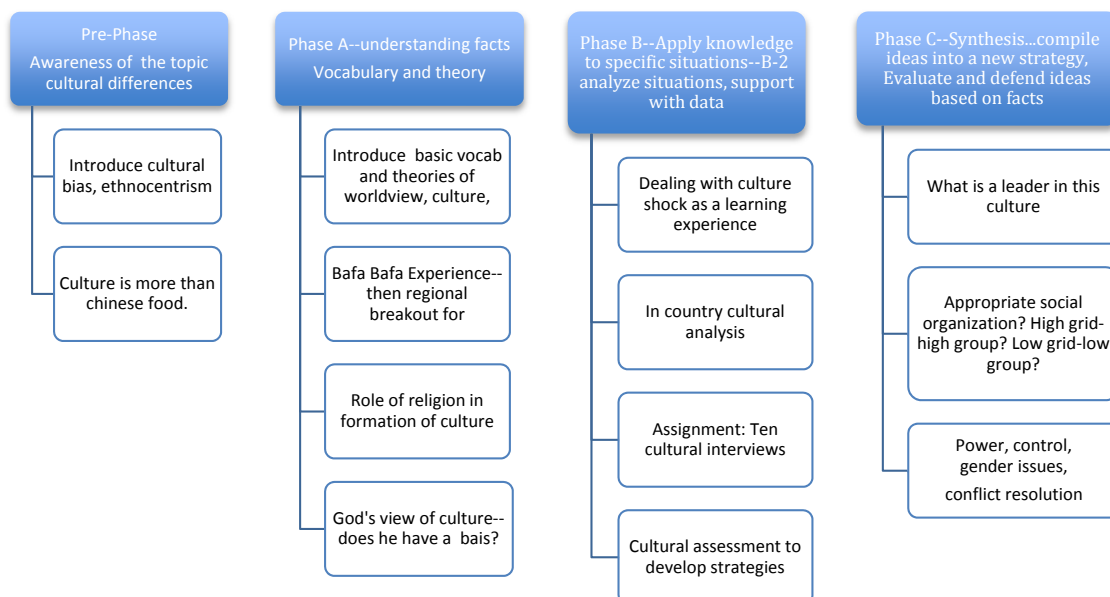 Pre-Phase
Awareness of the topic
cultural differences
Introduce cultural
bias, ethnocentrism
Culture is more than
chinese food.
Phase A--understanding facts
Vocabulary and theory
Introduce basic vocab
and theories of
worldview, culture,
Bafa Bafa Experience--
then regional
breakout for
Role of religion in
formation of culture
God's view of culture--
does he have a bais?
Phase B--Apply knowledge
to specific situations--B-2
analyze situations, support
with data
Dealing with culture
shock as a learning
experience
In country cultural
analysis
Assignment: Ten
cultural interviews
Cultural assessment to
develop strategies
Phase C--Synthesis...compile
ideas into a new strategy,
Evaluate and defend ideas
based on facts
What is a leader in this
culture
Appropriate social
organization? High grid-
high group? Low grid-low
group?
Power, control,
gender issues,
conflict resolution